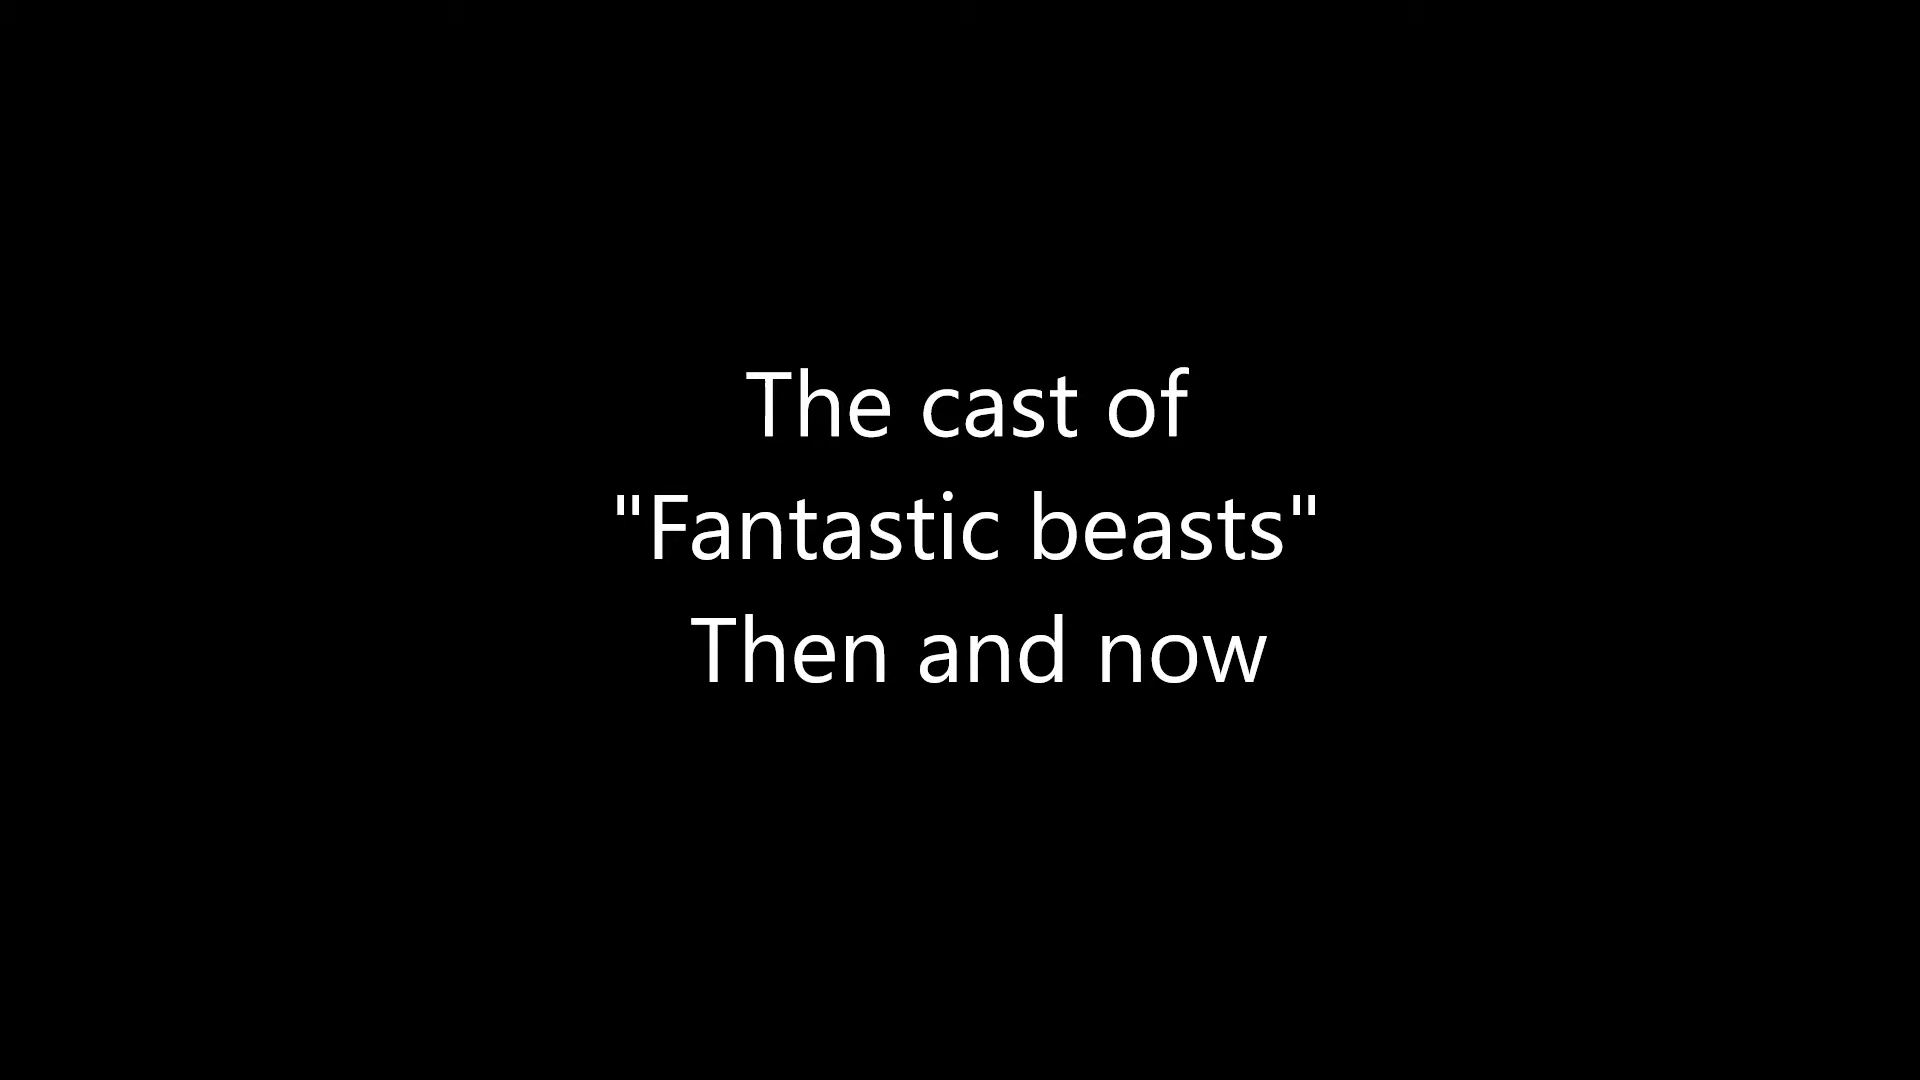 The cast of
"Fantastic beasts"
Then and now